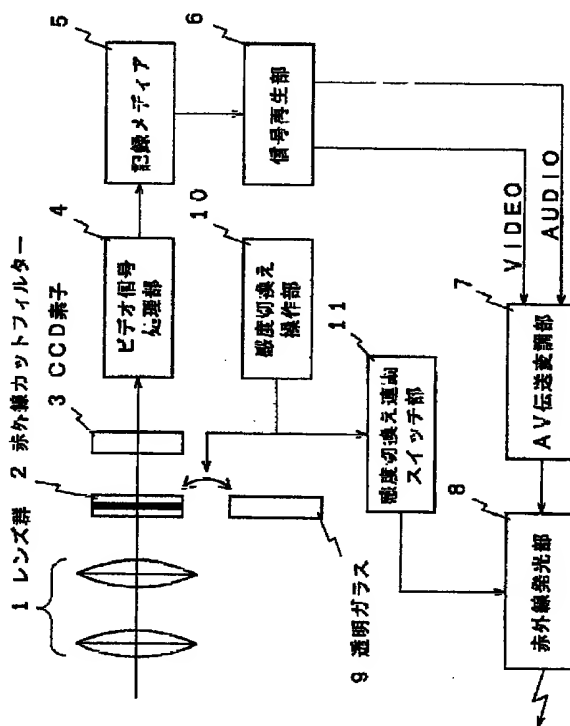 1 レンズ群
2 赤外線カットフィルター
3 CCD素子
4
ビデオ信号
処理部
5
記録メディア
6
信号再生部
10
感度切換え
操作部
11
感度切換え連動
スイッチ部
VIDEO
AUDIO
7
AV伝送変調部
8
赤外線発光部
9 透明ガラス